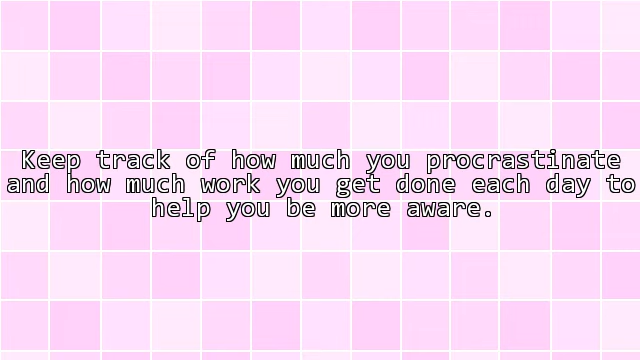 Keep track of how much you procrastinate
and how much work you get done each day to
help you be more aware.